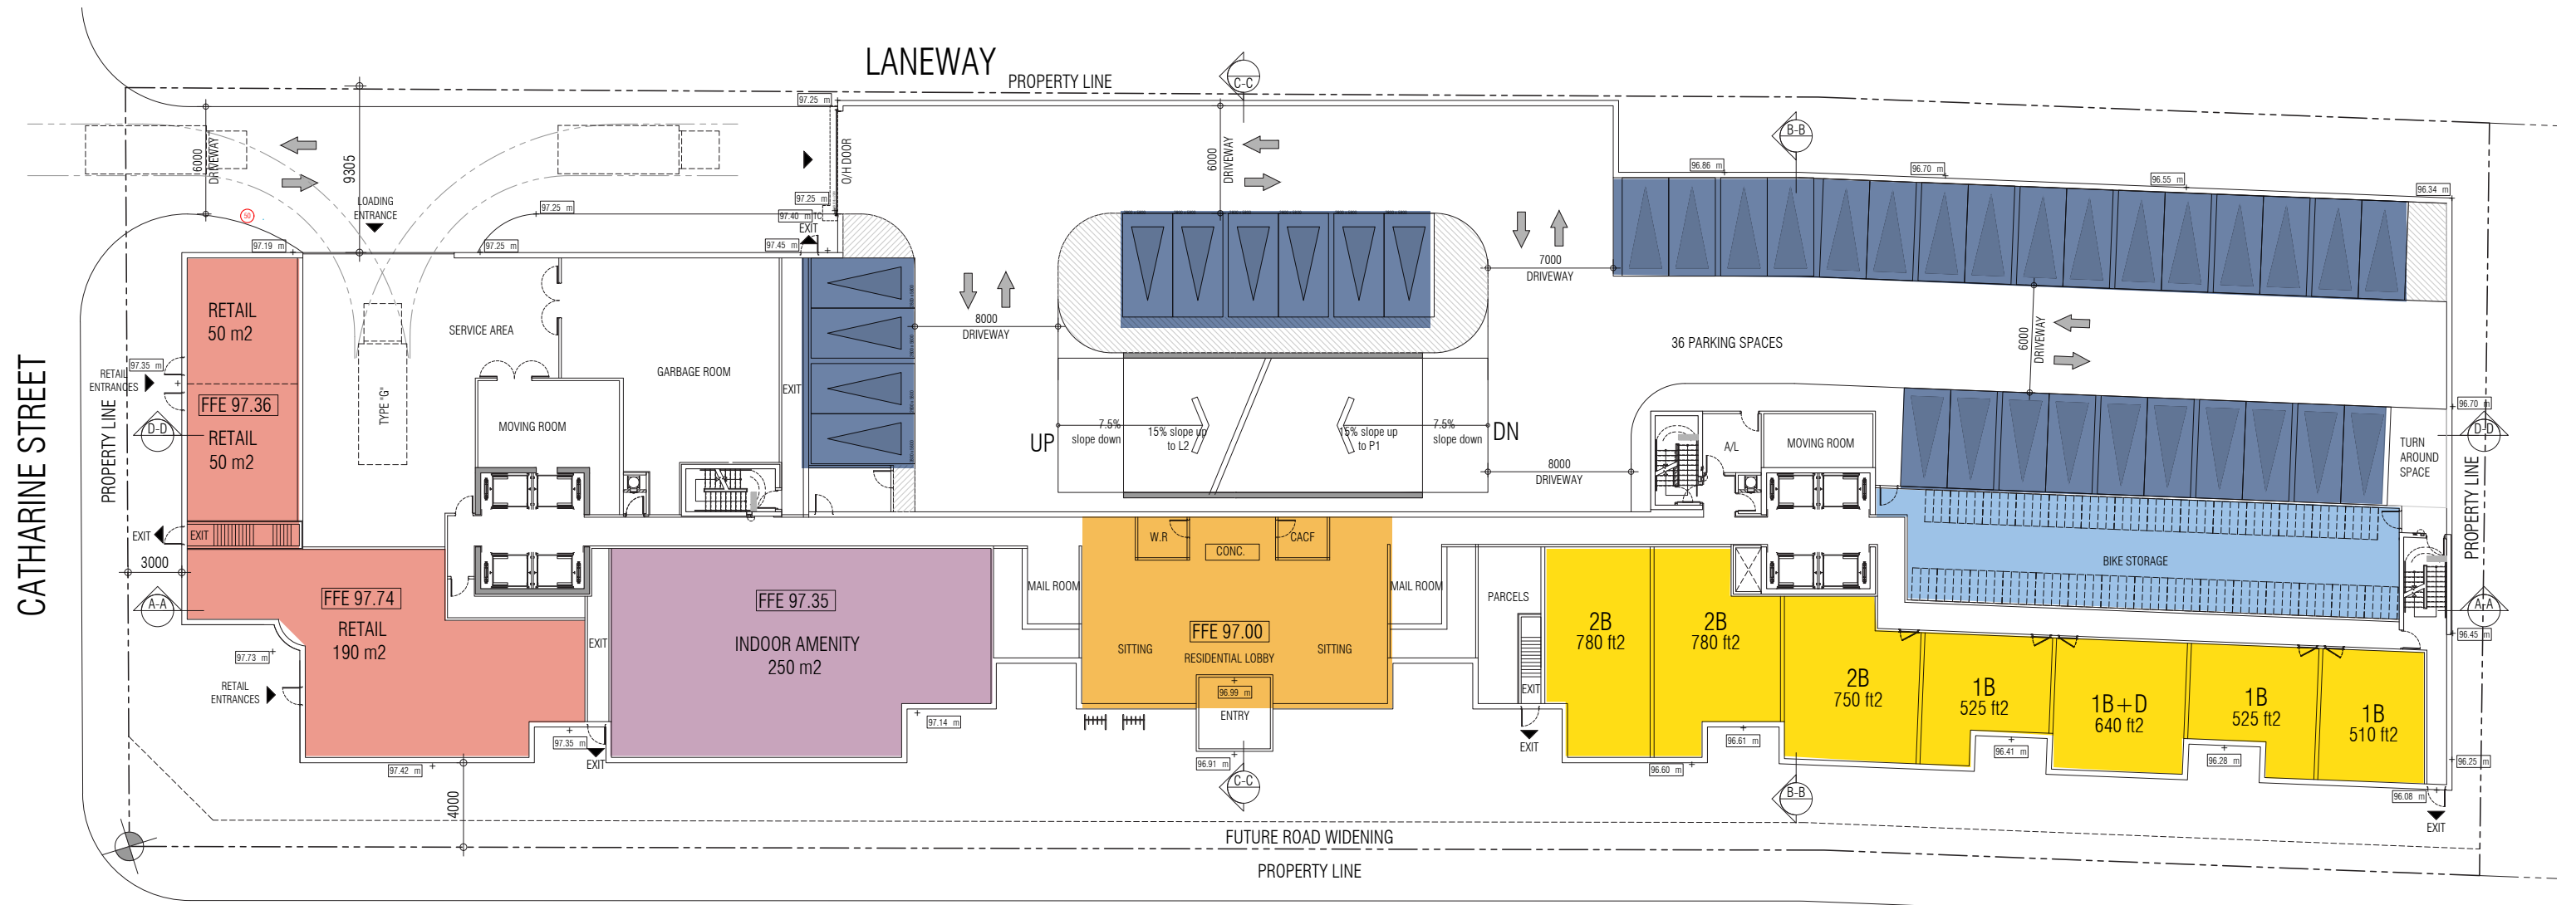 LANEWAY
PROPERTY LINE
C-C
97.25 m
B-B
6000
DRIVEWAY
9305
O/H DOOR
6000
DRIVEWAY
96.86 m
96.70 m
96.55 m
96.34 m
LOADING
ENTRANCE
50
97.25 m
97.25 m
97.40 m TC
EXIT
97.19 m
97.25 m
97.45 m
7000
DRIVEWAY
RETAIL
50 m2
SERVICE AREA
8000
DRIVEWAY
6000
DRIVEWAY
36 PARKING SPACES
97.35 m
RETAIL
ENTRANCES
GARBAGE ROOM
EXIT
CATHARINE STREET
PROPERTY LINE
FFE 97.36
TYPE "G"
96.70 m
D-D
RETAIL
50 m2
MOVING ROOM
UP
7.5%
slope down
15% slope up
to L2
15% slope up
to P1
7.5%
slope down
DN
A/L
MOVING ROOM
TURN
AROUND
SPACE
D-D
8000
DRIVEWAY
PROPERTY LINE
EXIT
EXIT
W.R
CONC.
CACF
3000
BIKE STORAGE
A-A
FFE 97.74
FFE 97.35
MAIL ROOM
MAIL ROOM
PARCELS
A-A
RETAIL
190 m2
INDOOR AMENITY
250 m2
EXIT
FFE 97.00
SITTING
RESIDENTIAL LOBBY
SITTING
2B
780 ft2
2B
780 ft2
96.45 m
97.73 m
RETAIL
ENTRANCES
96.99 m
ENTRY
EXIT
2B
750 ft2
1B
525 ft2
1B+D
640 ft2
1B
525 ft2
1B
510 ft2
97.14 m
97.35 m
EXIT
EXIT
96.61 m
96.41 m
96.28 m
96.25 m
97.42 m
96.91 m
96.60 m
C-C
B-B
96.08 m
EXIT
4000
FUTURE ROAD WIDENING
PROPERTY LINE